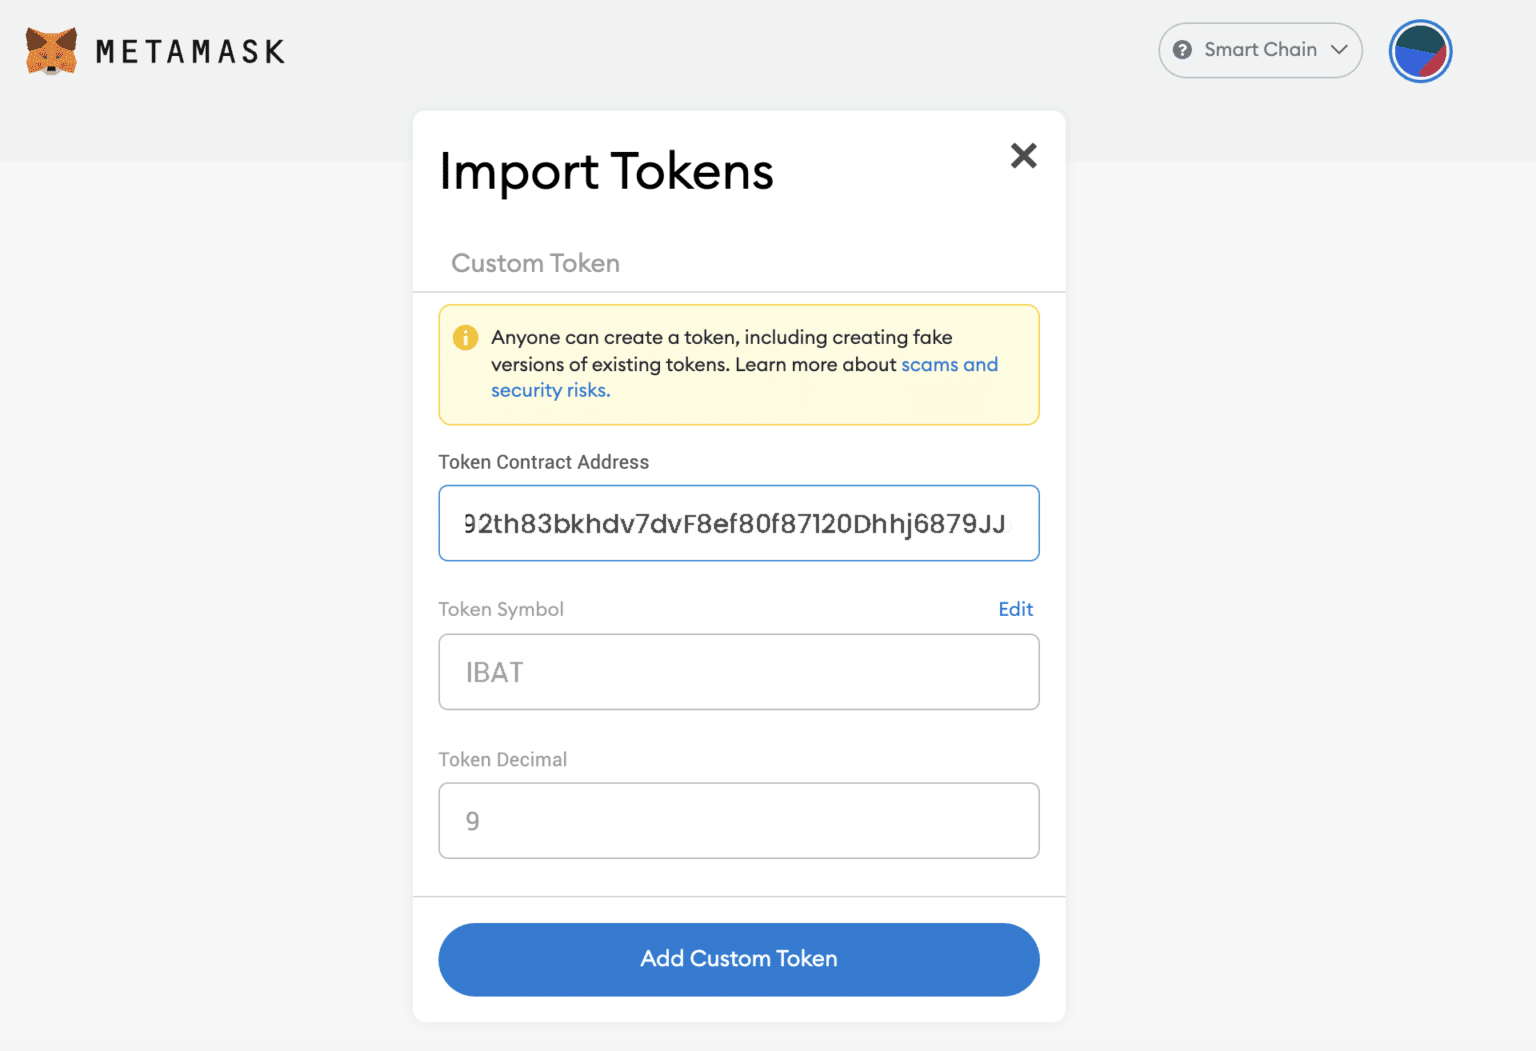 METAMASK
Smart Chain
Import Tokens
Custom Token
Anyone can create a token, including creating fake
versions of existing tokens. Learn more about scams and
security risks.
Token Contract Address
92th83bkhdv7dvF8ef80f87120Dhhj6879JJ
Token Symbol
Edit
IBAT
Token Decimal
9
Add Custom Token